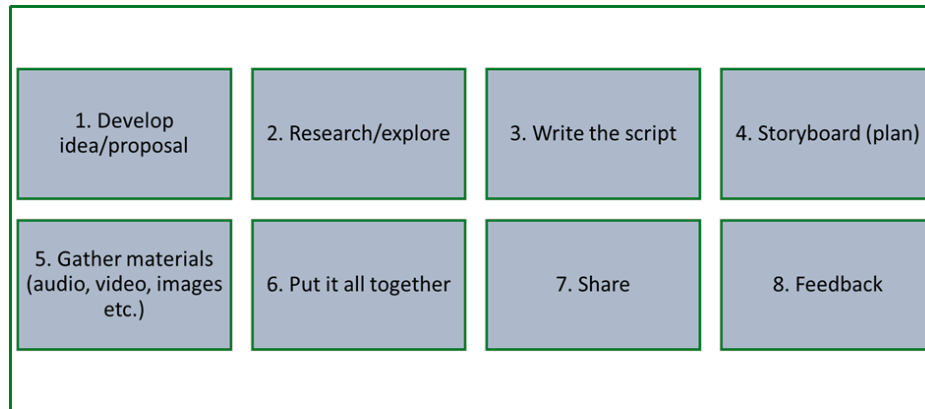 1. Develop
idea/proposal
2. Research/explore
3. Write the script
4. Storyboard (plan)
5. Gather materials
(audio, video, images
etc.)
6. Put it all together
7. Share
8. Feedback